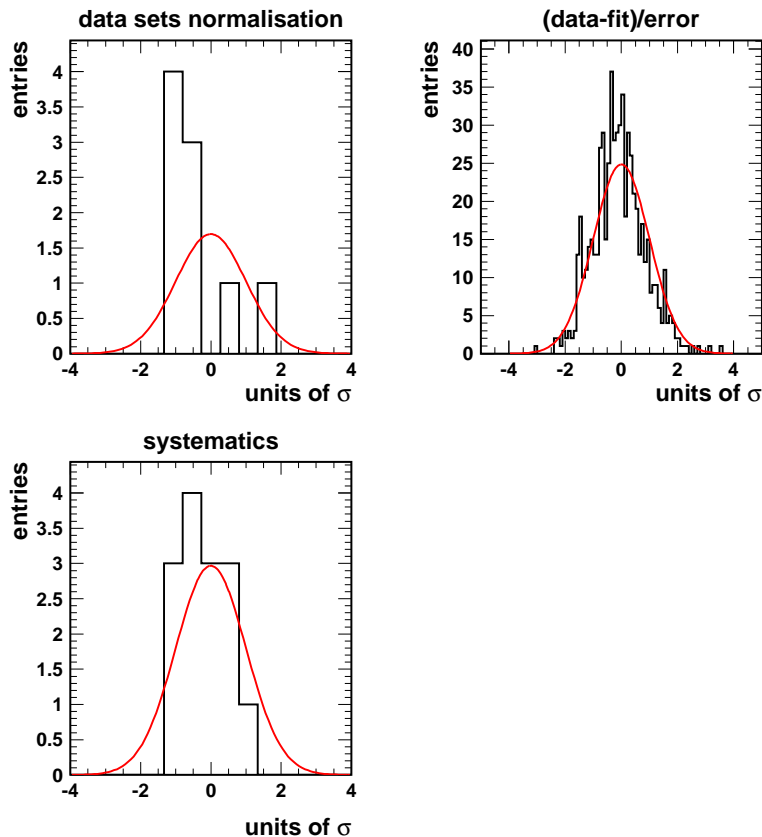 data sets normalisation
entries
4
3.5
3
2.5
2
1.5
1
0.5
0
-4 -2 0 2 4
units of σ
(data-fit)/error
entries
40
35
30
25
20
15
10
5
0
-4 -2 0 2 4
units of σ
systematics
entries
4
3.5
3
2.5
2
1.5
1
0.5
0
-4 -2 0 2 4
units of σ